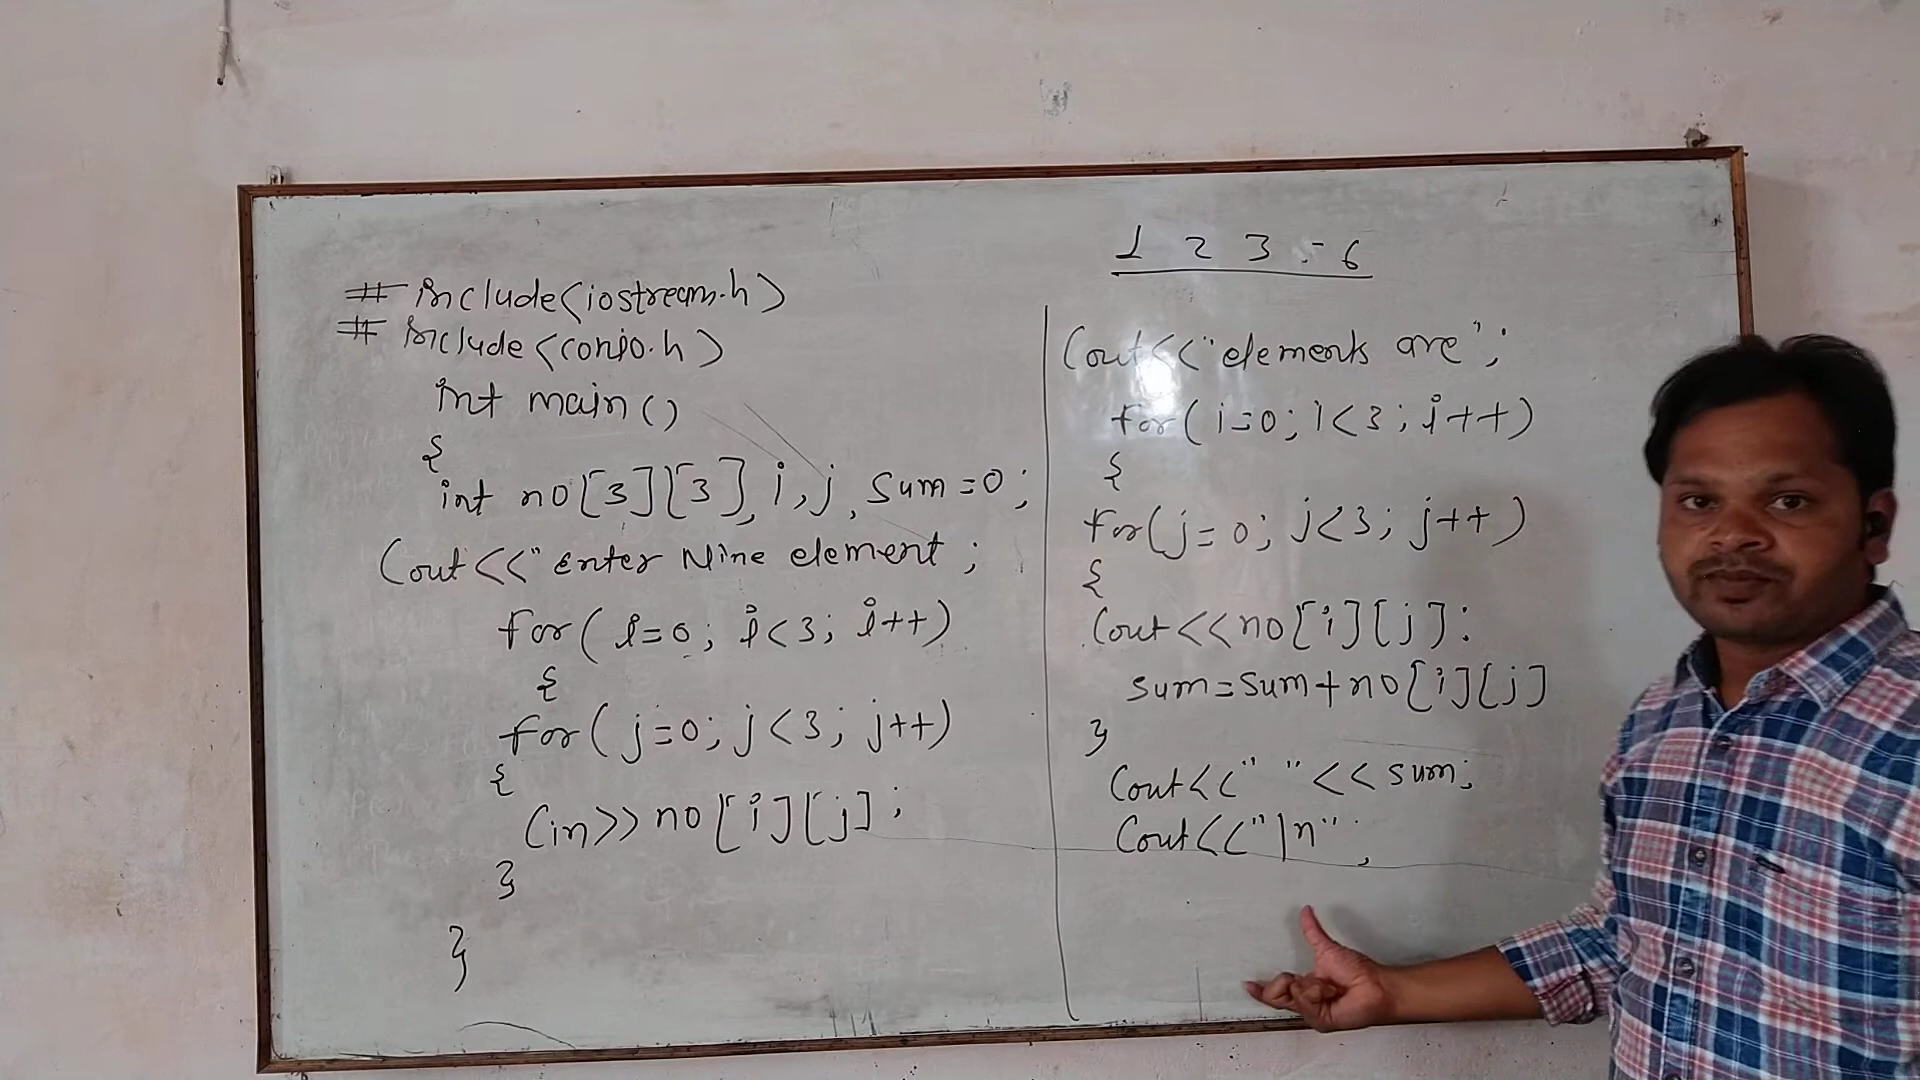 #include<iostream.h>
#include<conio.h>
int main()
{
int no[3][3], i,j, sum=0;
Cout<<"Enter Nine element ;
for( i=0; i<3; i++)
{
for( j=0; j<3; j++)
{
Cin>>no[i][j];
}
}
1 2 3 :- 6
Cout<<"elements are";
for( i=0; i<3; i++)
{
for(j=0; j<3; j++)
{
Cout<<no[i][j]:
sum=sum+no[i][j]
}
Cout<<" "<<sum;
Cout<<"|n";